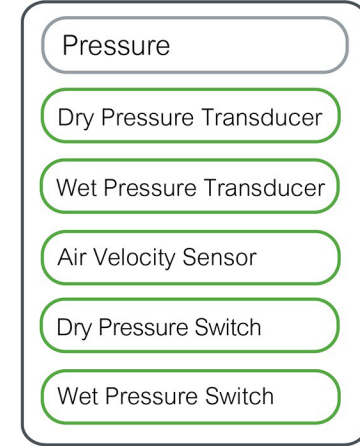 Pressure
Dry Pressure Transducer
Wet Pressure Transducer
Air Velocity Sensor
Dry Pressure Switch
Wet Pressure Switch